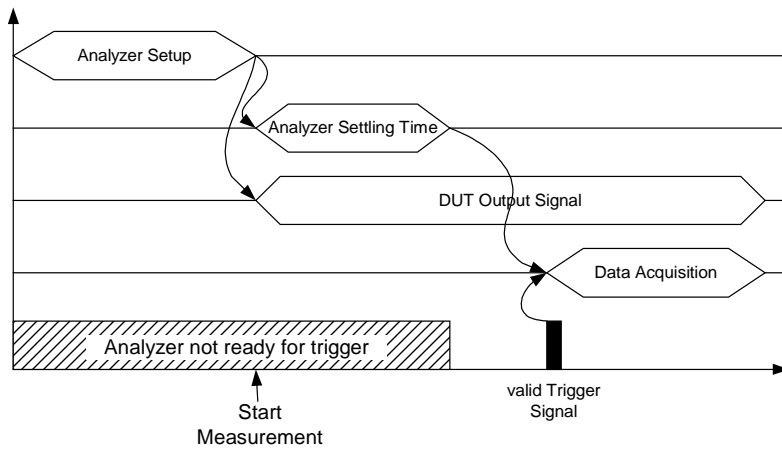 Analyzer Setup
Analyzer Settling Time
DUT Output Signal
Data Acquisition
Analyzer not ready for trigger
valid Trigger
Signal
Start
Measurement